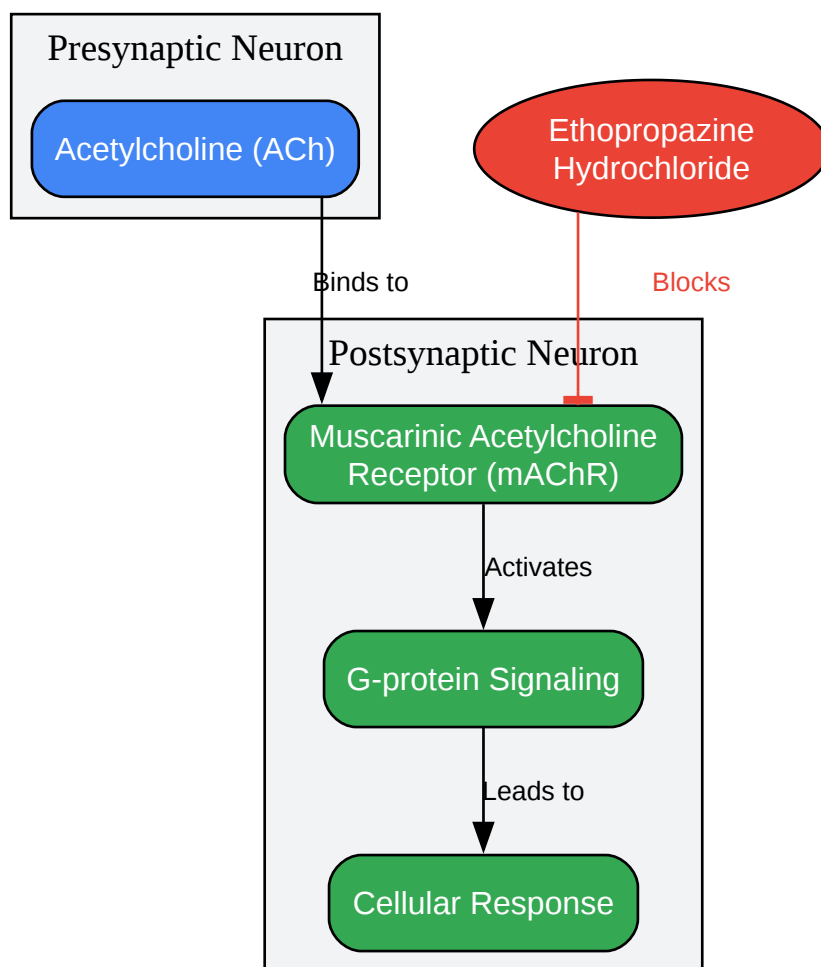 Presynaptic Neuron
Acetylcholine (ACh)
Ethopropazine
Hydrochloride
Binds to
Blocks
Postsynaptic Neuron
Muscarinic Acetylcholine
Receptor (mAChR)
Activates
G-protein Signaling
Leads to
Cellular Response